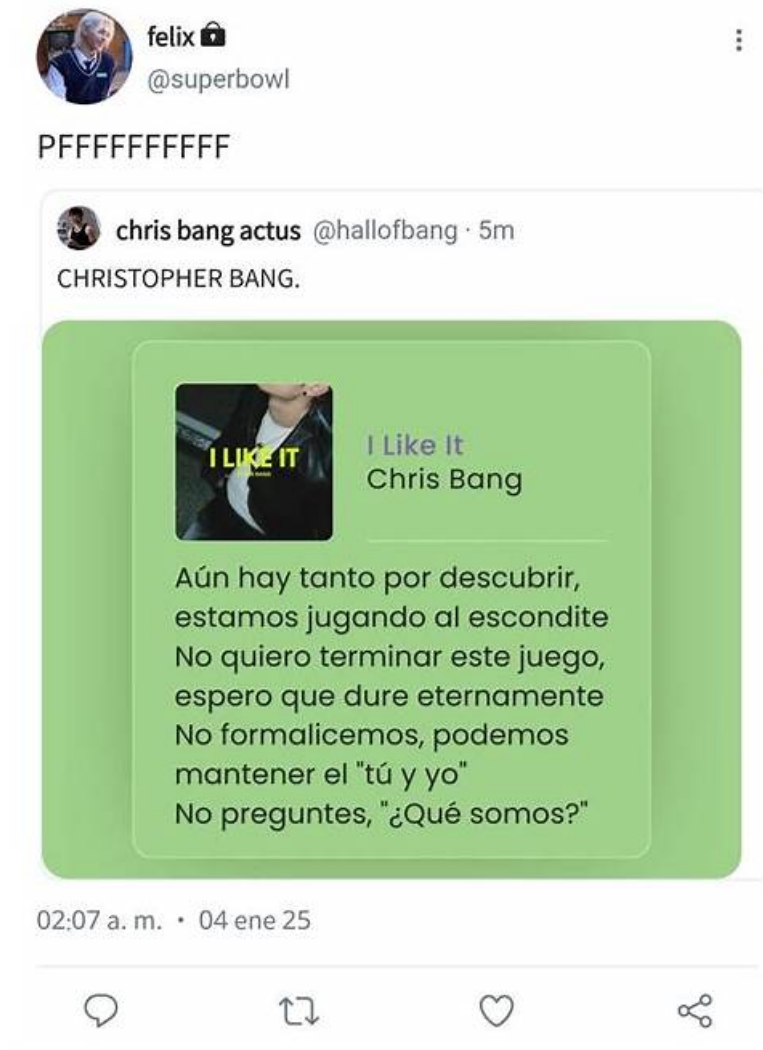 felix
@superbowl
PFFFFFFFFFF
chris bang actus @hallofbang · 5m
CHRISTOPHER BANG.
I LIKE IT
I Like It
Chris Bang
Aún hay tanto por descubrir,
estamos jugando al escondite
No quiero terminar este juego,
espero que dure eternamente
No formalicemos, podemos
mantener el "tú y yo"
No preguntes, "¿Qué somos?"
02:07 a. m. • 04 ene 25